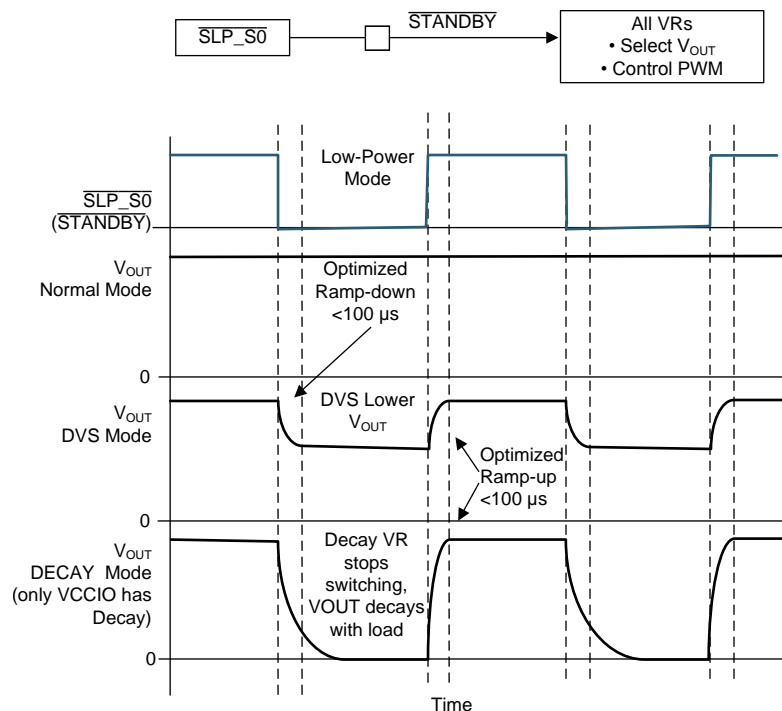 SLP_S0
STANDBY
All VRs
• Select VOUT
• Control PWM
Low-Power
Mode
SLP_S0
(STANDBY)
VOUT
Normal Mode
Optimized
Ramp-down
<100 µs
0
VOUT
DVS Mode
DVS Lower
VOUT
Optimized
Ramp-up
<100 µs
0
VOUT
DECAY Mode
(only VCCIO has
Decay)
Decay VR
stops
switching,
VOUT decays
with load
0
Time